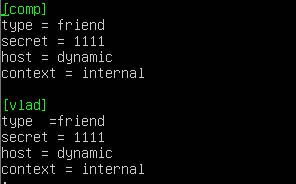 [comp]
type = friend
secret = 1111
host = dynamic
context = internal
[vlad]
type  =friend
secret = 1111
host = dynamic
context = internal